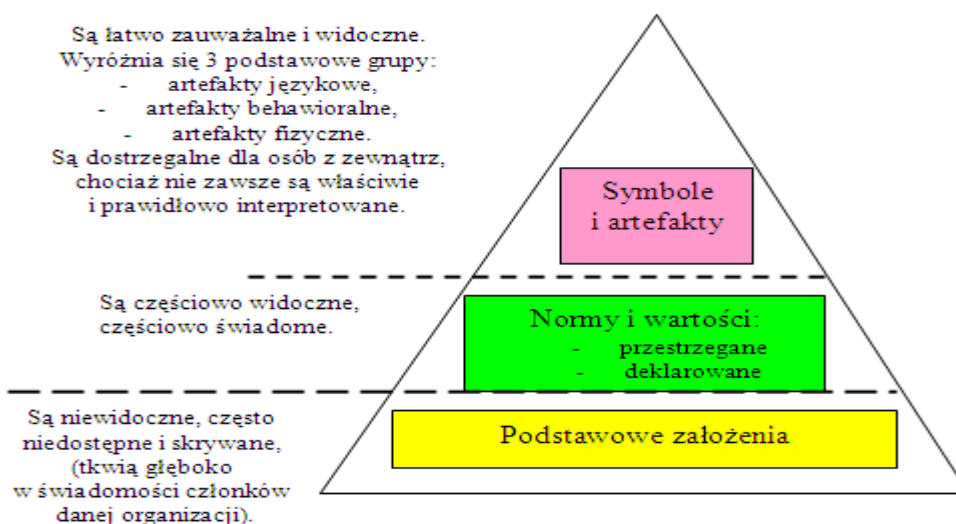 Są łatwo zauważalne i widoczne.
Wyróżnia się 3 podstawowe grupy:
- artefakty językowe,
- artefakty behawioralne,
- artefakty fizyczne.
Są dostrzegalne dla osób z zewnątrz,
chociaż nie zawsze są właściwie
i prawidłowo interpretowane.
Symbole
i artefakty
Są częściowo widoczne,
częściowo świadome.
Normy i wartości:
- przestrzegane
- deklarowane
Są niewidoczne, często
niedostępne i skrywane,
(tkwią głęboko
w świadomości członków
danej organizacji).
Podstawowe założenia